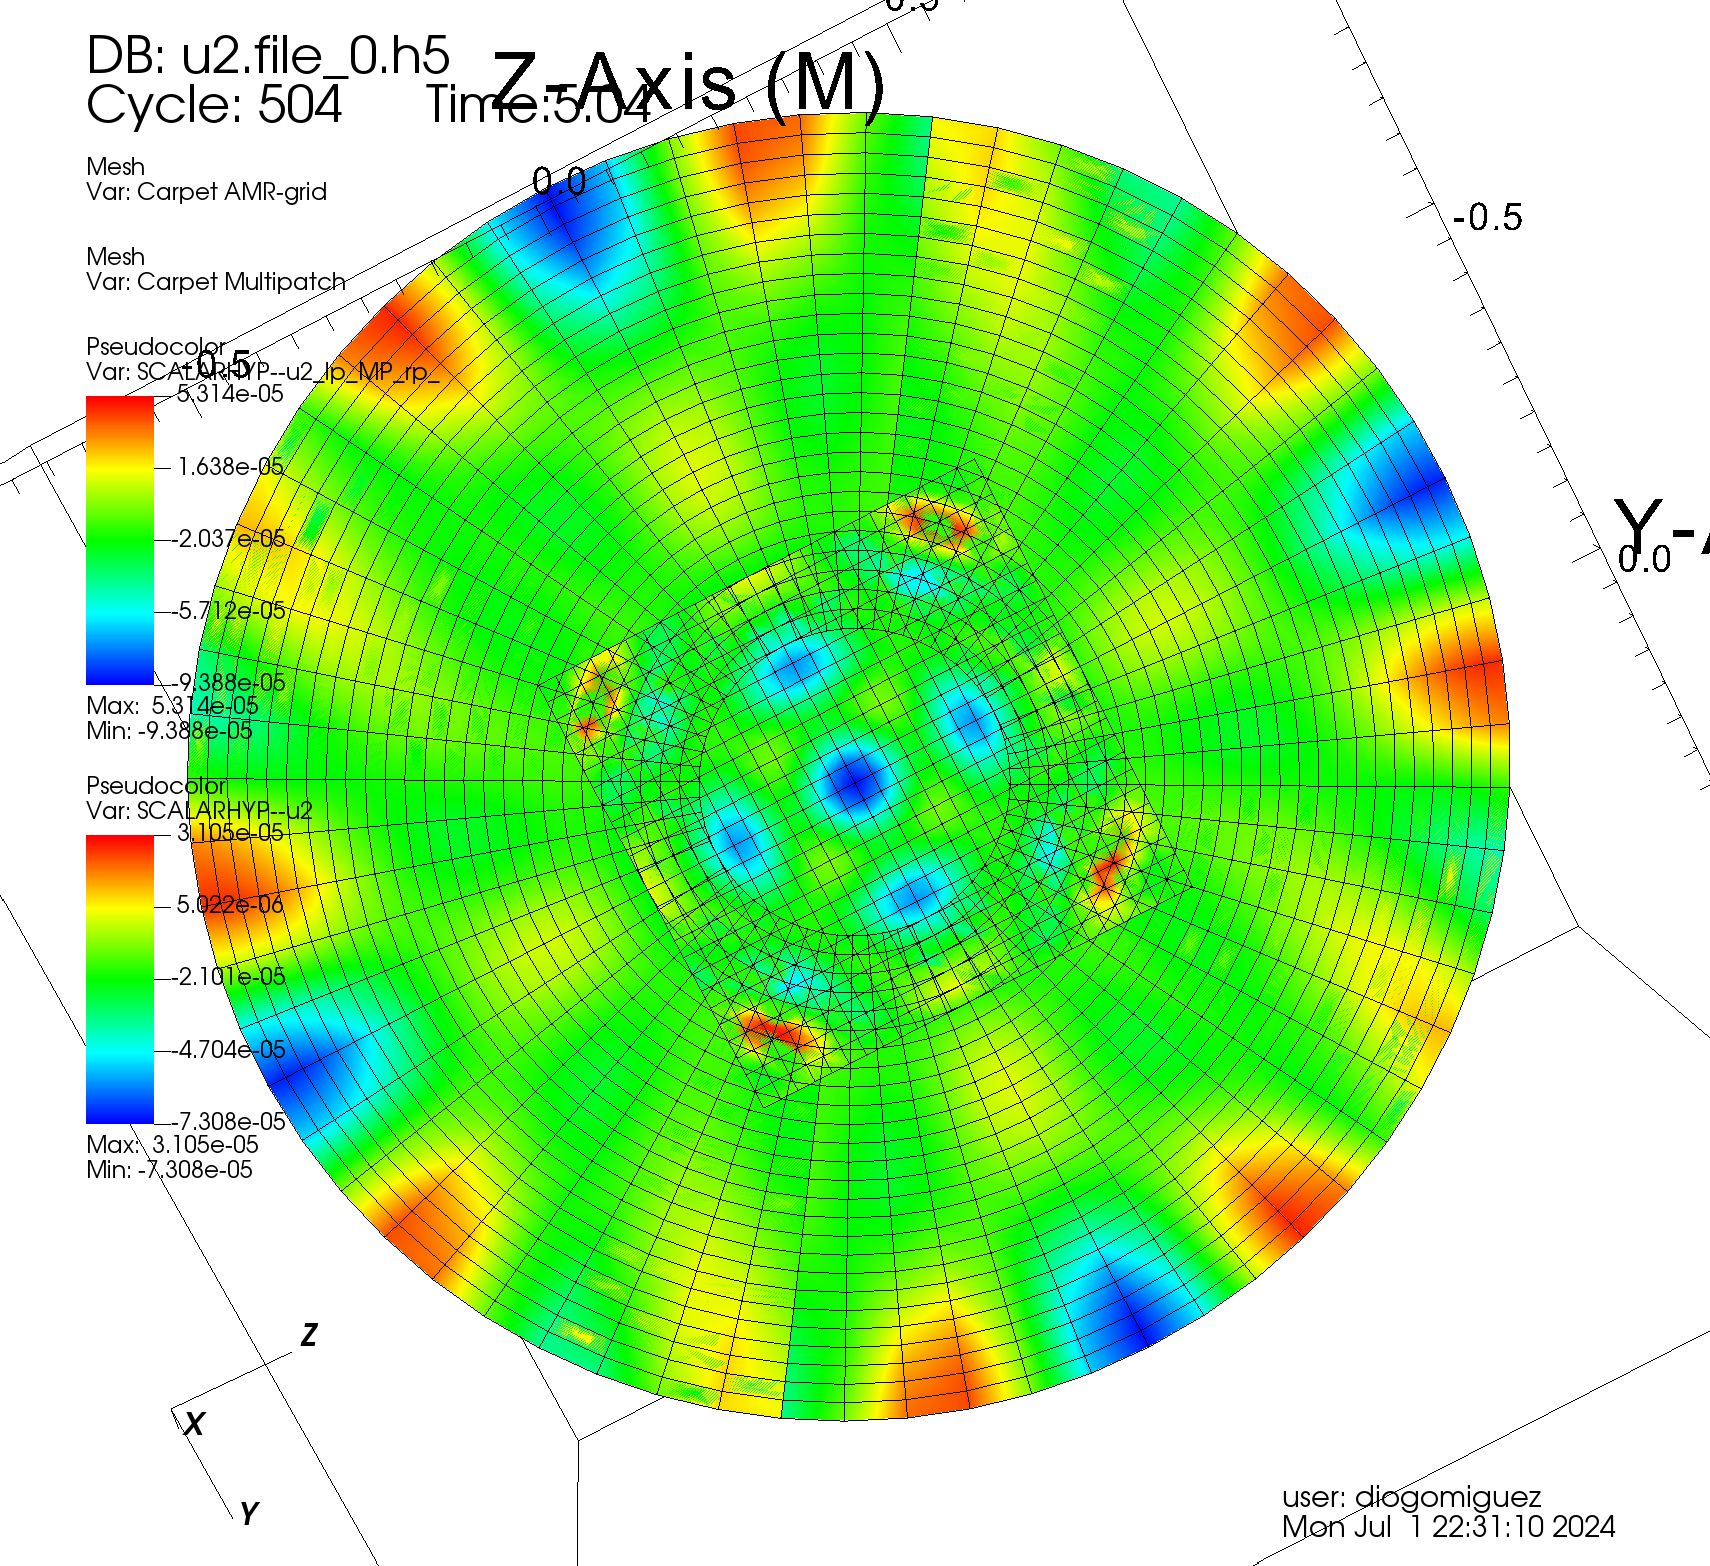 0.5
DB: u2.file_0.h5
Z-Axis (M)
Cycle: 504 Time:5.04
Mesh
Var: Carpet AMR-grid
0.0
-0.5
Mesh
Var: Carpet Multipatch
Pseudocolor
-0.5
Var: SCALARHYP--u2_lp_MP_rp_
5.314e-05
1.638e-05
-2.037e-05
-5.712e-05
-9.388e-05
Max: 5.314e-05
Min: -9.388e-05
Y-A
0.0
Pseudocolor
Var: SCALARHYP--u2
3.105e-05
5.022e-06
-2.101e-05
-4.704e-05
-7.308e-05
Max: 3.105e-05
Min: -7.308e-05
Z
X
Y
user: diogomiguez
Mon Jul 1 22:31:10 2024